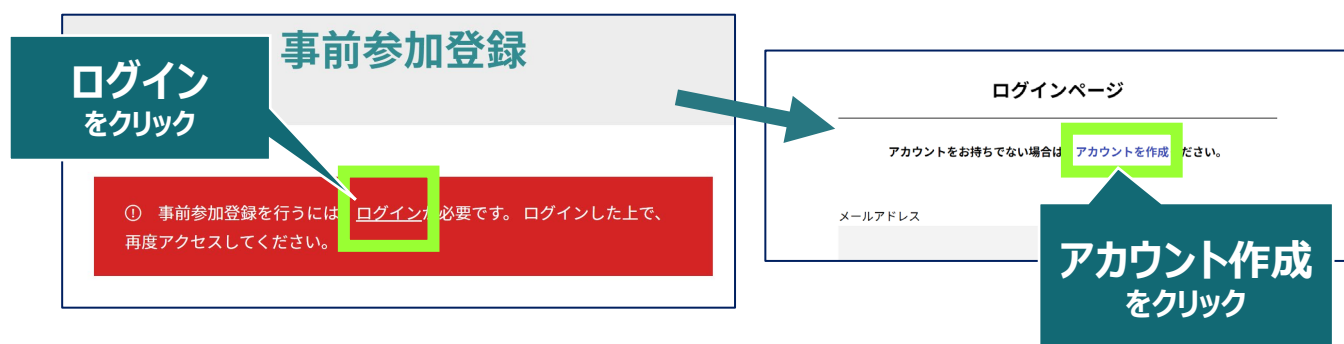 事前参加登録
ログイン
をクリック
① 事前参加登録を行うには ログインが必要です。 ログインした上で、
再度アクセスしてください。
ログインページ
アカウントをお持ちでない場合は アカウントを作成 ださい。
メールアドレス
アカウント作成
をクリック